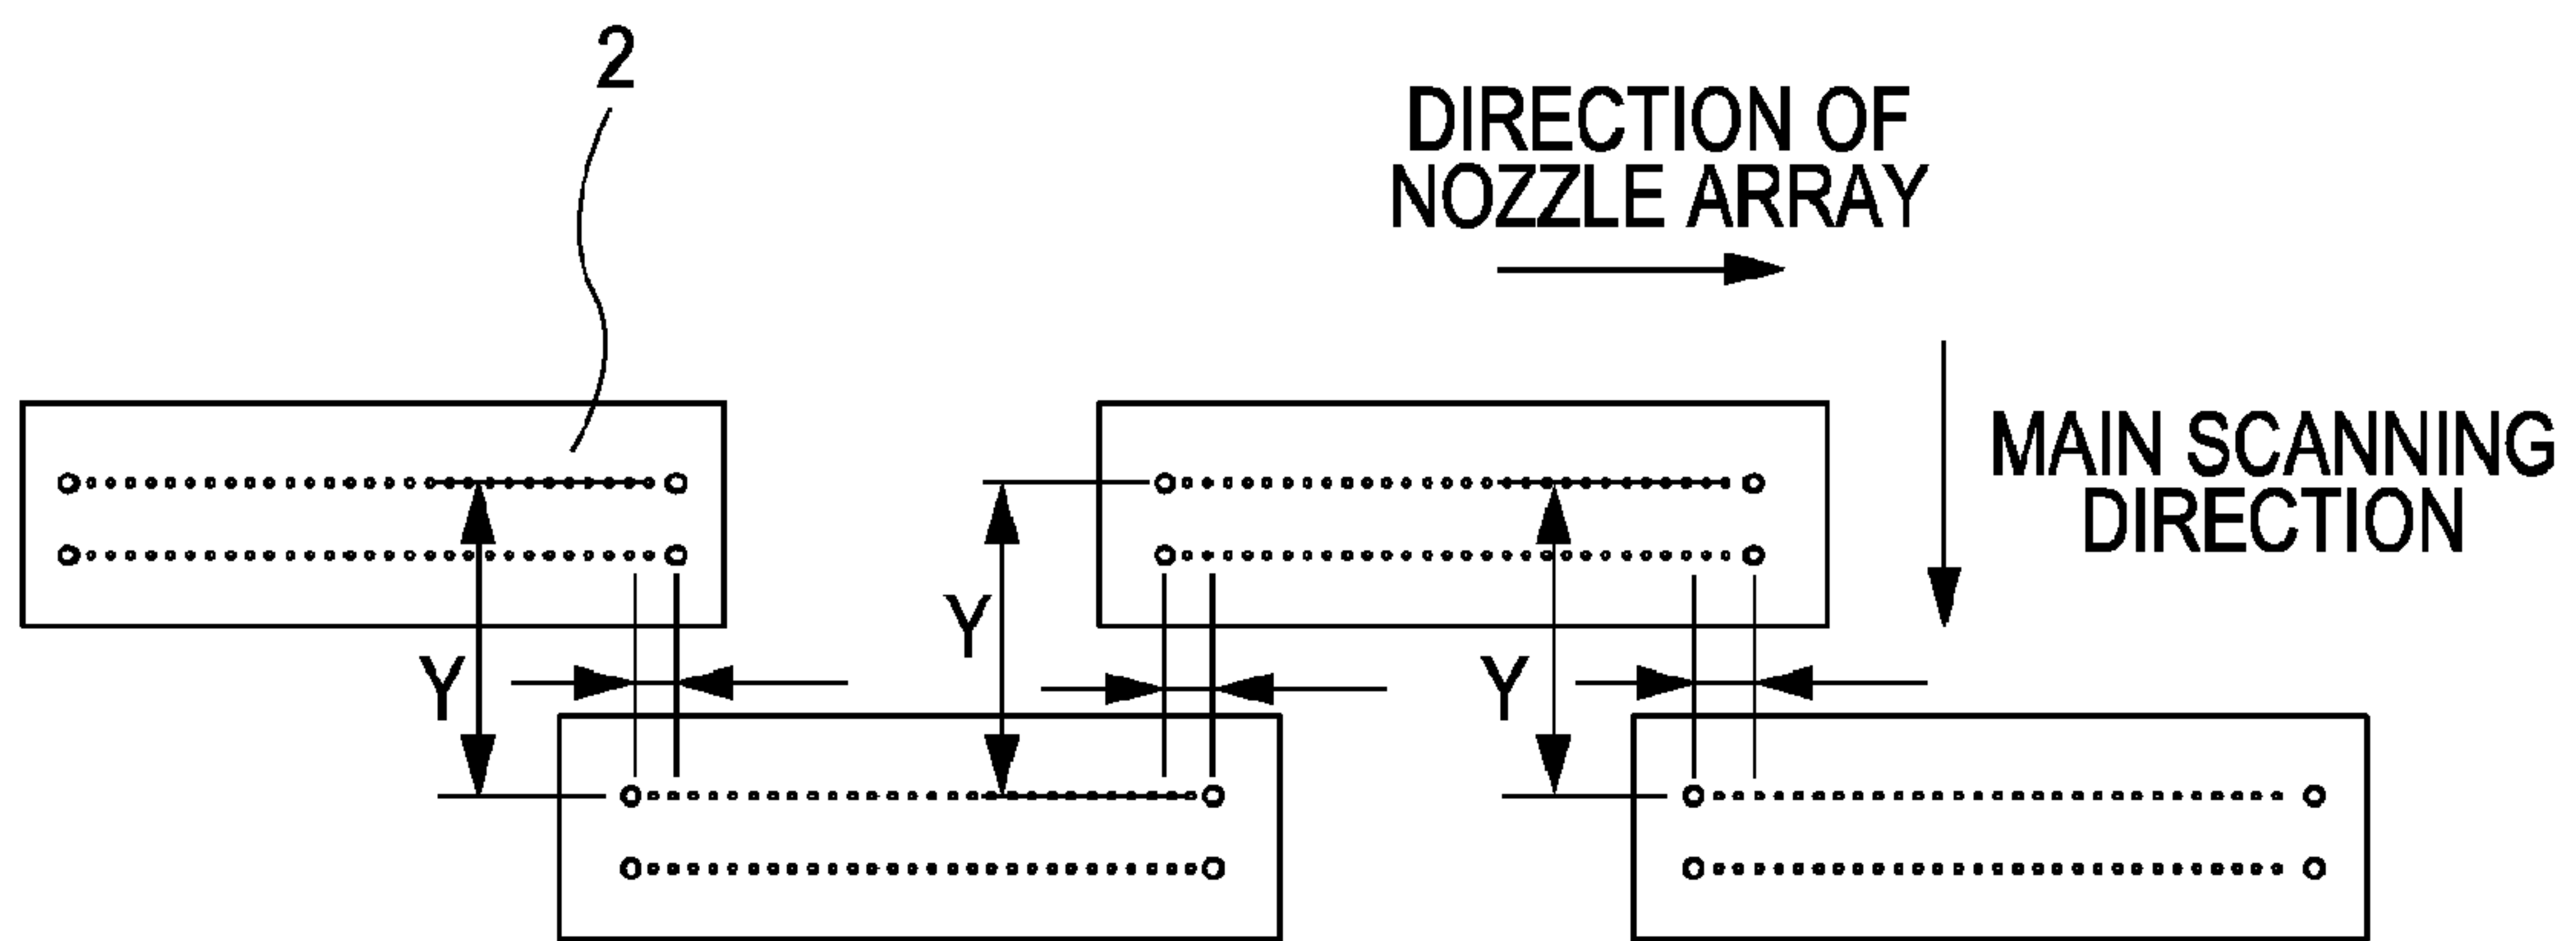 2
DIRECTION OF
NOZZLE ARRAY
MAIN SCANNING
DIRECTION
Y
Y
Y